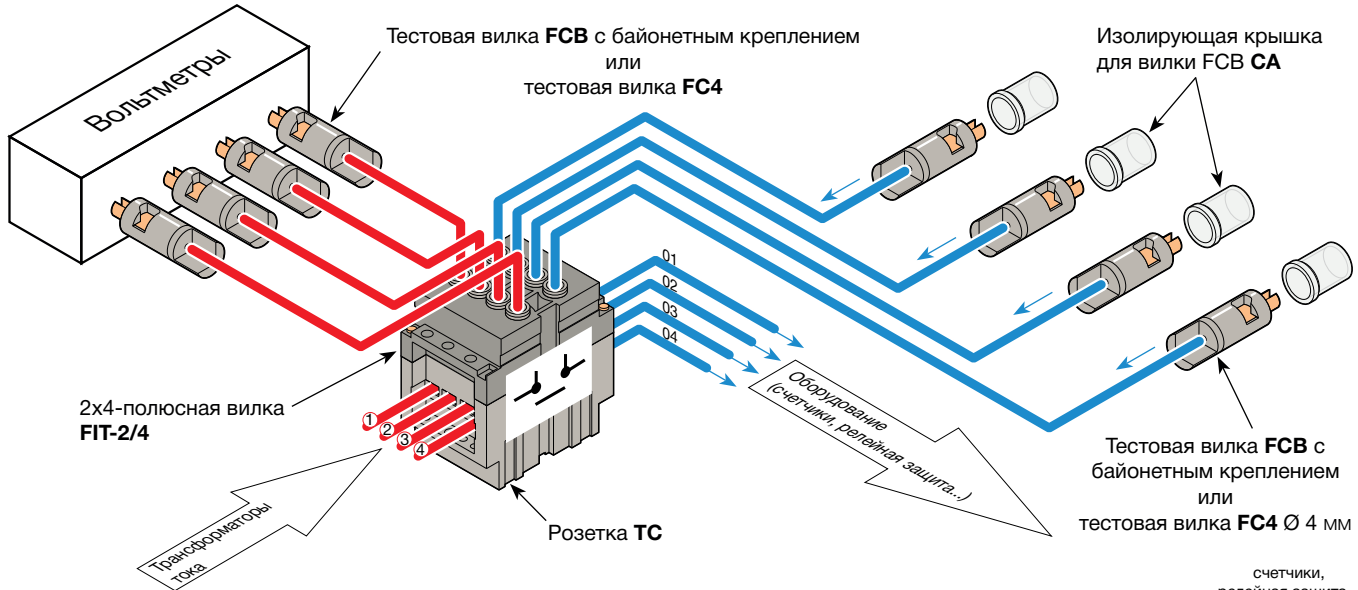 Тестовая вилка FCB с байонетным креплением
или
тестовая вилка FC4
Изолирующая крышка
для вилки FCB CA
Вольтметры
01
02
03
04
2x4-полюсная вилка
FIT-2/4
1
2
3
4
Оборудование
(счетчики, релейная защита...)
Трансформаторы
тока
Розетка TC
Тестовая вилка FCB с
байонетным креплением
или
тестовая вилка FC4 Ø 4 мм
счетчики,
релейная защита